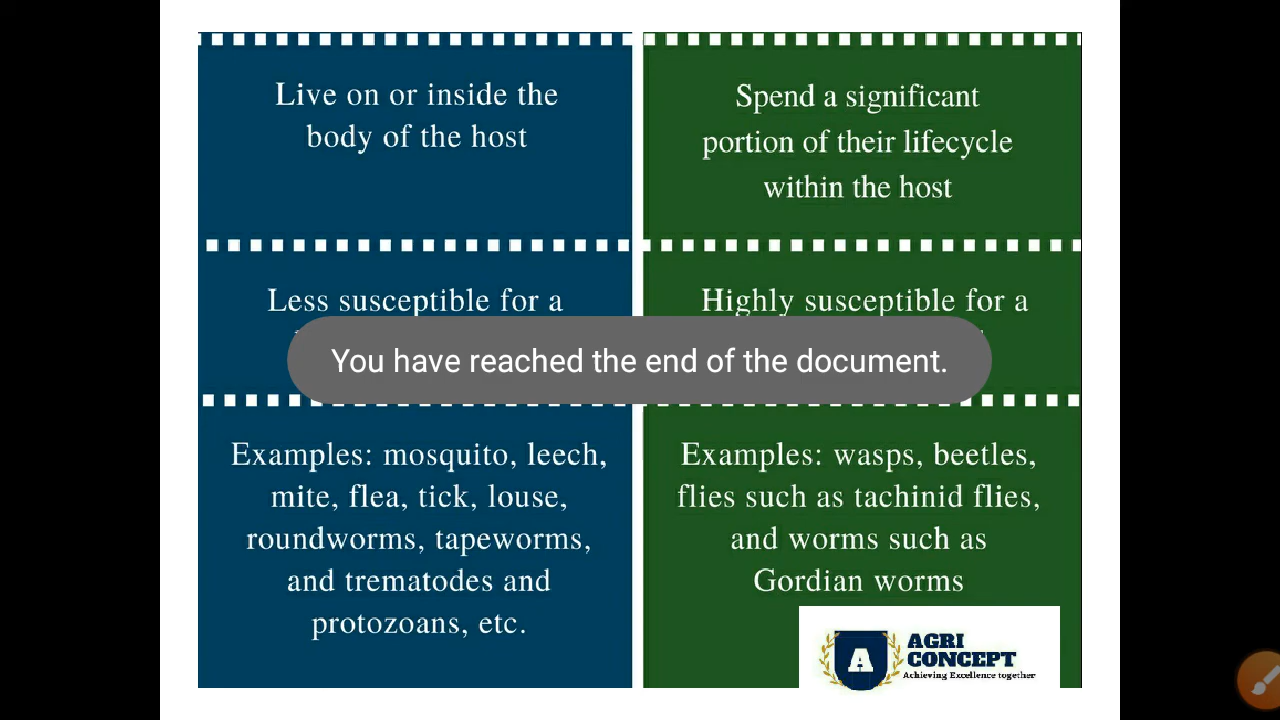 Live on or inside the
body of the host
Spend a significant
portion of their lifecycle
within the host
Less susceptible for a
Highly susceptible for a
You have reached the end of the document.
Examples: mosquito, leech,
mite, flea, tick, louse,
roundworms, tapeworms,
and trematodes and
protozoans, etc.
Examples: wasps, beetles,
flies such as tachinid flies,
and worms such as
Gordian worms
A
AGRI
CONCEPT
Achieving Excellence together